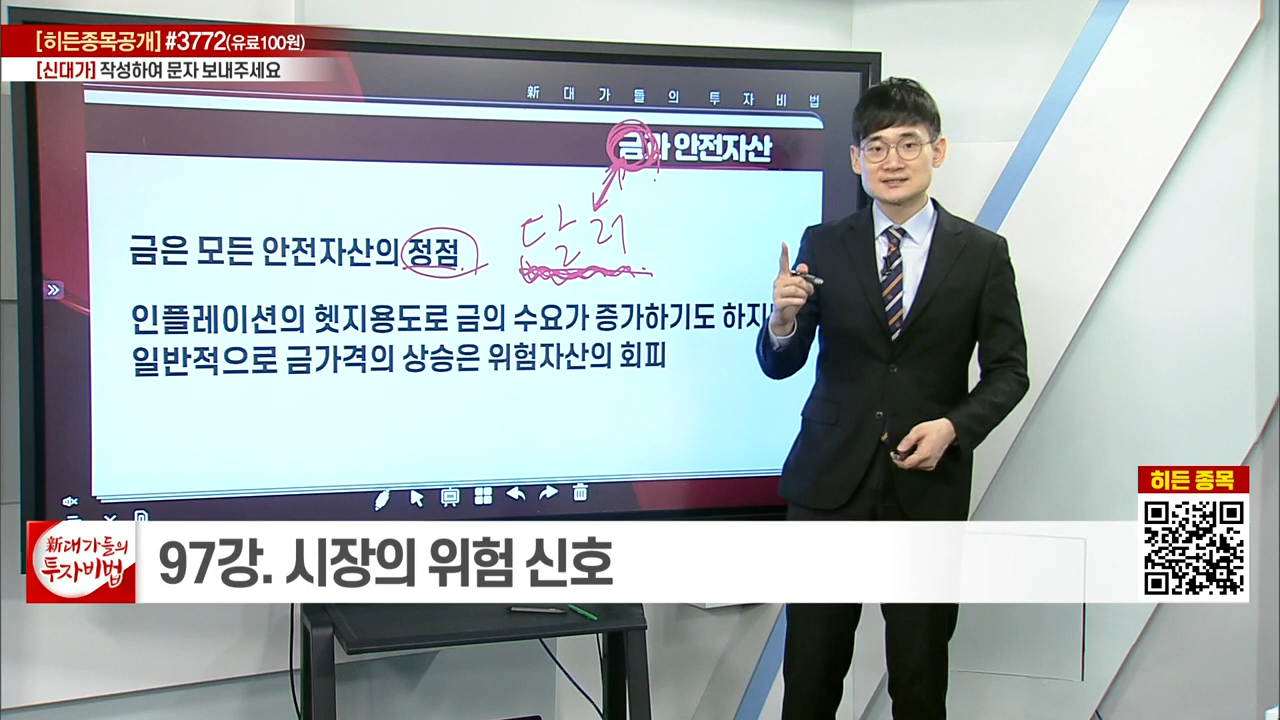 [히든종목공개] #3772(유료100원)
[신대가] 작성하여 문자 보내주세요
新 대 가 들 의 투 자 비 법
금과 안전자산
달러
금은 모든 안전자산의 정점
인플레이션의 헷지용도로 금의 수요가 증가하기도 하지
일반적으로 금가격의 상승은 위험자산의 회피
히든 종목
新대가들의
투자비법
97강. 시장의 위험 신호